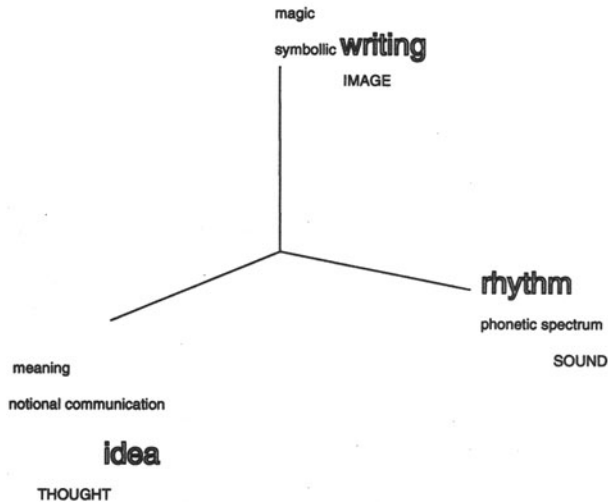 magic
symbollic writing
IMAGE
rhythm
phonetic spectrum
SOUND
meaning
notional communication
idea
THOUGHT